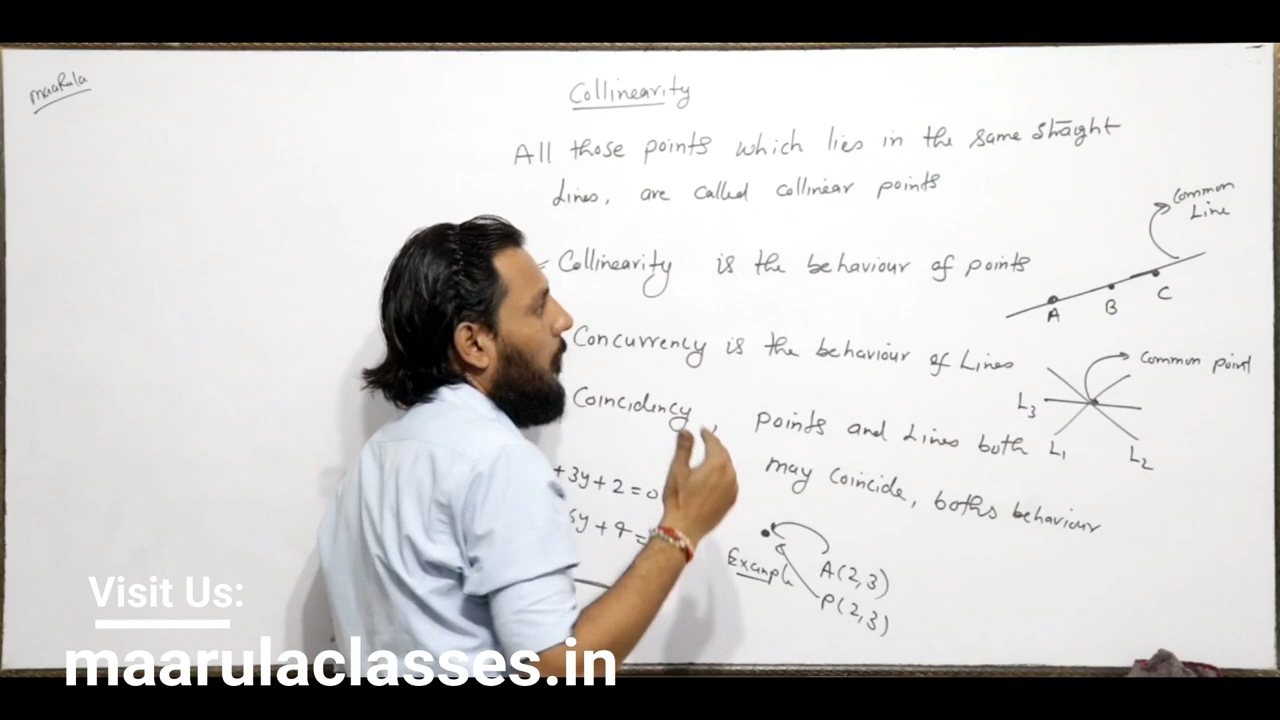 maaRula
Collinearity
All those points which lies in the same straight
Lines, are called collinear points
Common
Line
Collinearity is the behaviour of points
A B C
Concurrency is the behaviour of Lines
Common point
L3
L1
L2
Coincidency, points and Lines both
may coincide, boths behaviour
+3y+2=0
6y+4=
Example
A(2,3)
P(2,3)
Visit Us:
maarulaclasses.in